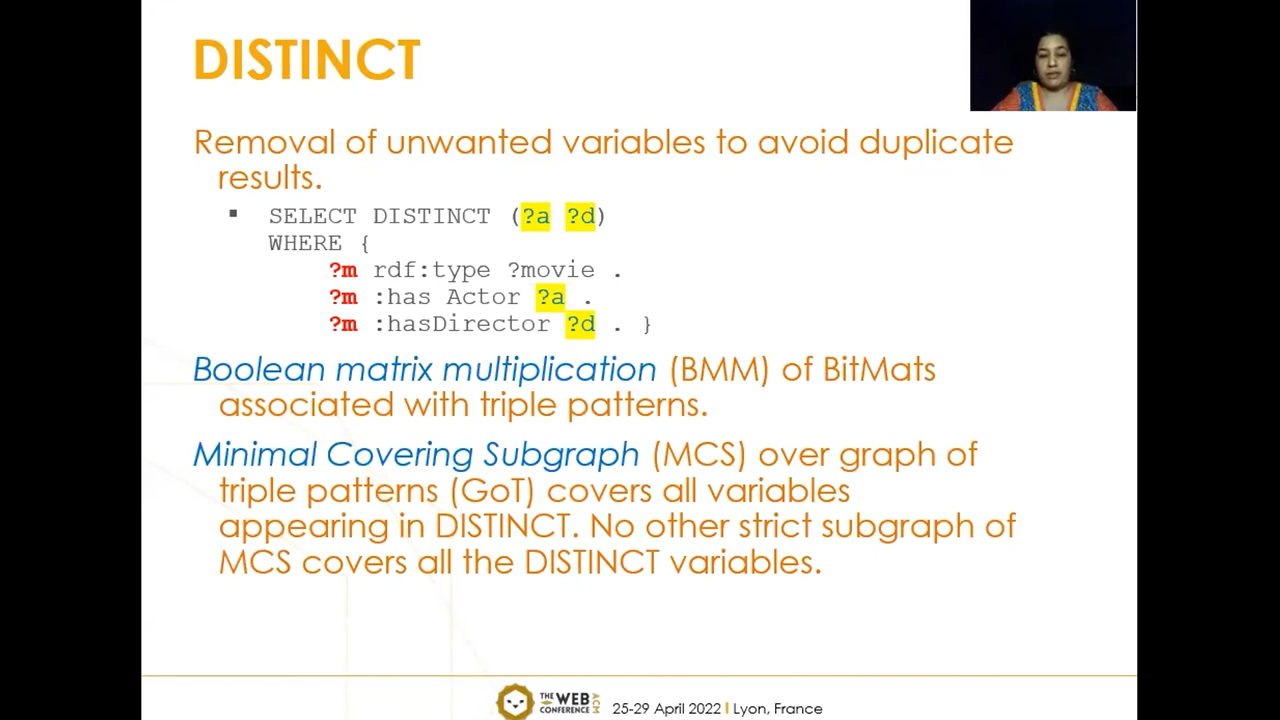 DISTINCT
Removal of unwanted variables to avoid duplicate
results.
▪ SELECT DISTINCT (?a ?d)
WHERE {
?m rdf:type ?movie .
?m :has Actor ?a .
?m :hasDirector ?d . }
Boolean matrix multiplication (BMM) of BitMats
associated with triple patterns.
Minimal Covering Subgraph (MCS) over graph of
triple patterns (GoT) covers all variables
appearing in DISTINCT. No other strict subgraph of
MCS covers all the DISTINCT variables.
THE WEB CONFERENCE ACM
25-29 April 2022 | Lyon, France